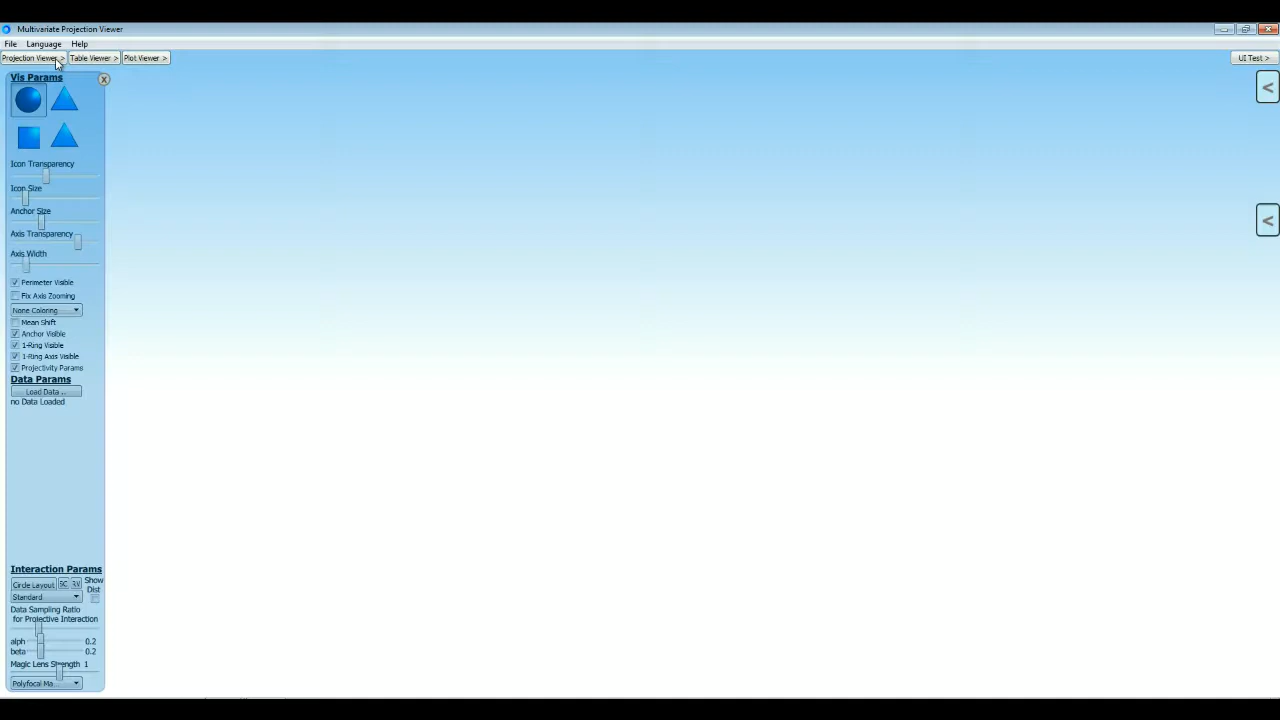 Multivariate Projection Viewer
File Language Help
Projection Viewer > Table Viewer > Plot Viewer > UI Test >
Vis Params
Icon Transparency
Icon Size
Anchor Size
Axis Transparency
Axis Width
Perimeter Visible
Fix Axis Zooming
None Coloring
Mean Shift
Anchor Visible
1-Ring Visible
1-Ring Axis Visible
Projectivity Params
Data Params
Load Data ...
no Data Loaded
Interaction Params
Circle Layout SC RV Show
Dist
Standard
Data Sampling Ratio
for Projective Interaction
alph 0.2
beta 0.2
Magic Lens Strength 1
Polyfocal Ma...